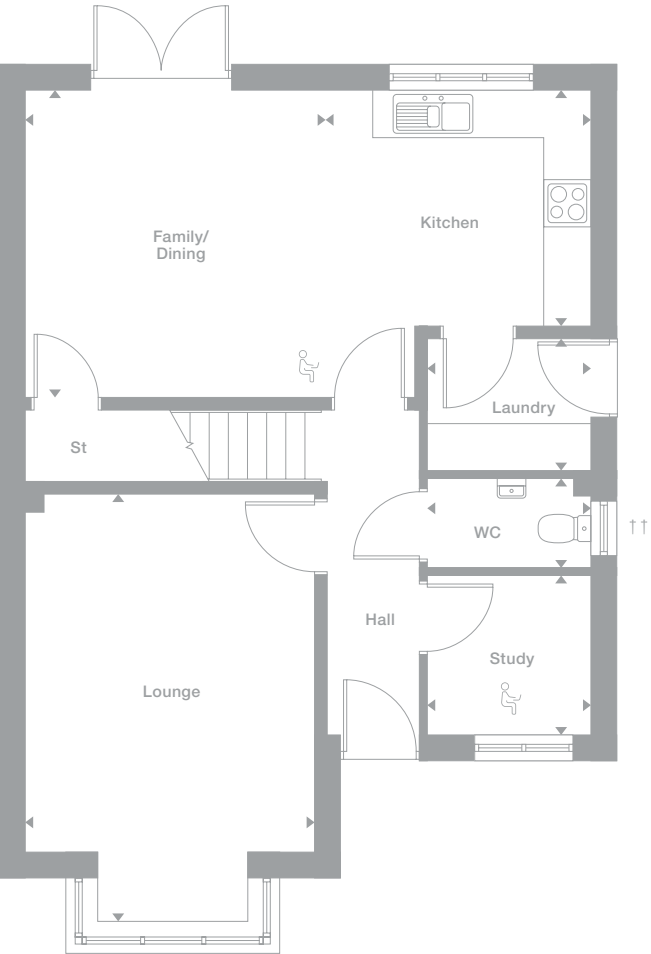 Kitchen
Family/
Dining
Laundry
St
WC
††
Hall
Study
Lounge